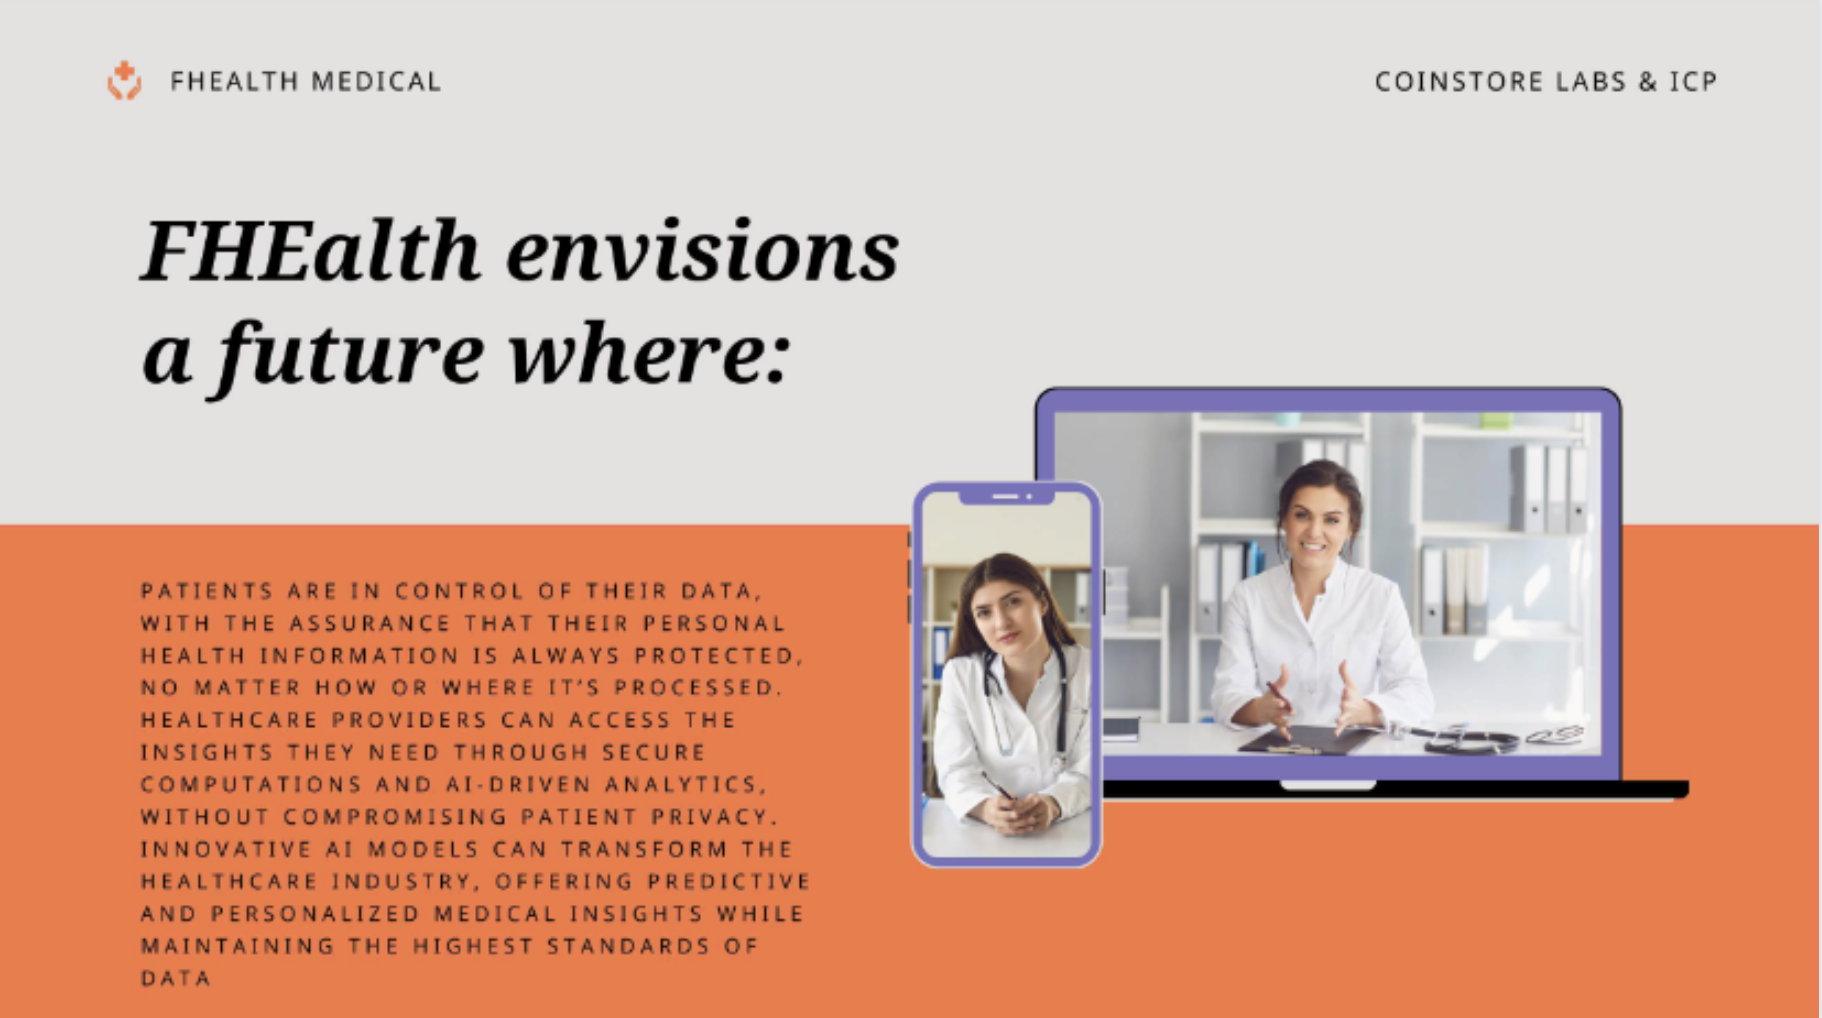 FHEALTH MEDICAL
COINSTORE LABS & ICP
FHEalth envisions
a future where:
PATIENTS ARE IN CONTROL OF THEIR DATA,
WITH THE ASSURANCE THAT THEIR PERSONAL
HEALTH INFORMATION IS ALWAYS PROTECTED,
NO MATTER HOW OR WHERE IT’S PROCESSED.
HEALTHCARE PROVIDERS CAN ACCESS THE
INSIGHTS THEY NEED THROUGH SECURE
COMPUTATIONS AND AI-DRIVEN ANALYTICS,
WITHOUT COMPROMISING PATIENT PRIVACY.
INNOVATIVE AI MODELS CAN TRANSFORM THE
HEALTHCARE INDUSTRY, OFFERING PREDICTIVE
AND PERSONALIZED MEDICAL INSIGHTS WHILE
MAINTAINING THE HIGHEST STANDARDS OF
DATA